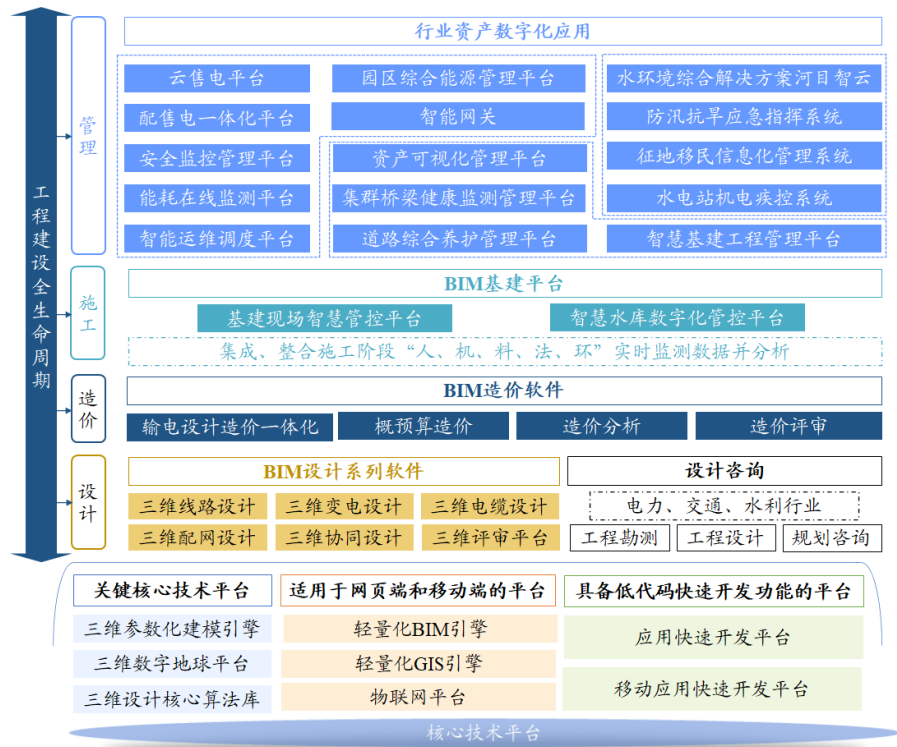 工程建设全生命周期
管理
行业资产数字化应用
云售电平台
园区综合能源管理平台
水环境综合解决方案河目智云
配售电一体化平台
智能网关
防汛抗旱应急指挥系统
安全监控管理平台
资产可视化管理平台
征地移民信息化管理系统
能耗在线监测平台
集群桥梁健康监测管理平台
水电站机电疾控系统
智能运维调度平台
道路综合养护管理平台
智慧基建工程管理平台
施工
BIM基建平台
基建现场智慧管控平台
智慧水库数字化管控平台
集成、整合施工阶段“人、机、料、法、环”实时监测数据并分析
造价
BIM造价软件
输电设计造价一体化
概预算造价
造价分析
造价评审
设计
BIM设计系列软件
设计咨询
三维线路设计
三维变电设计
三维电缆设计
电力、交通、水利行业
三维配网设计
三维协同设计
三维评审平台
工程勘测
工程设计
规划咨询
关键核心技术平台
适用于网页端和移动端的平台
具备低代码快速开发功能的平台
三维参数化建模引擎
轻量化BIM引擎
应用快速开发平台
三维数字地球平台
轻量化GIS引擎
三维设计核心算法库
物联网平台
移动应用快速开发平台
核心技术平台